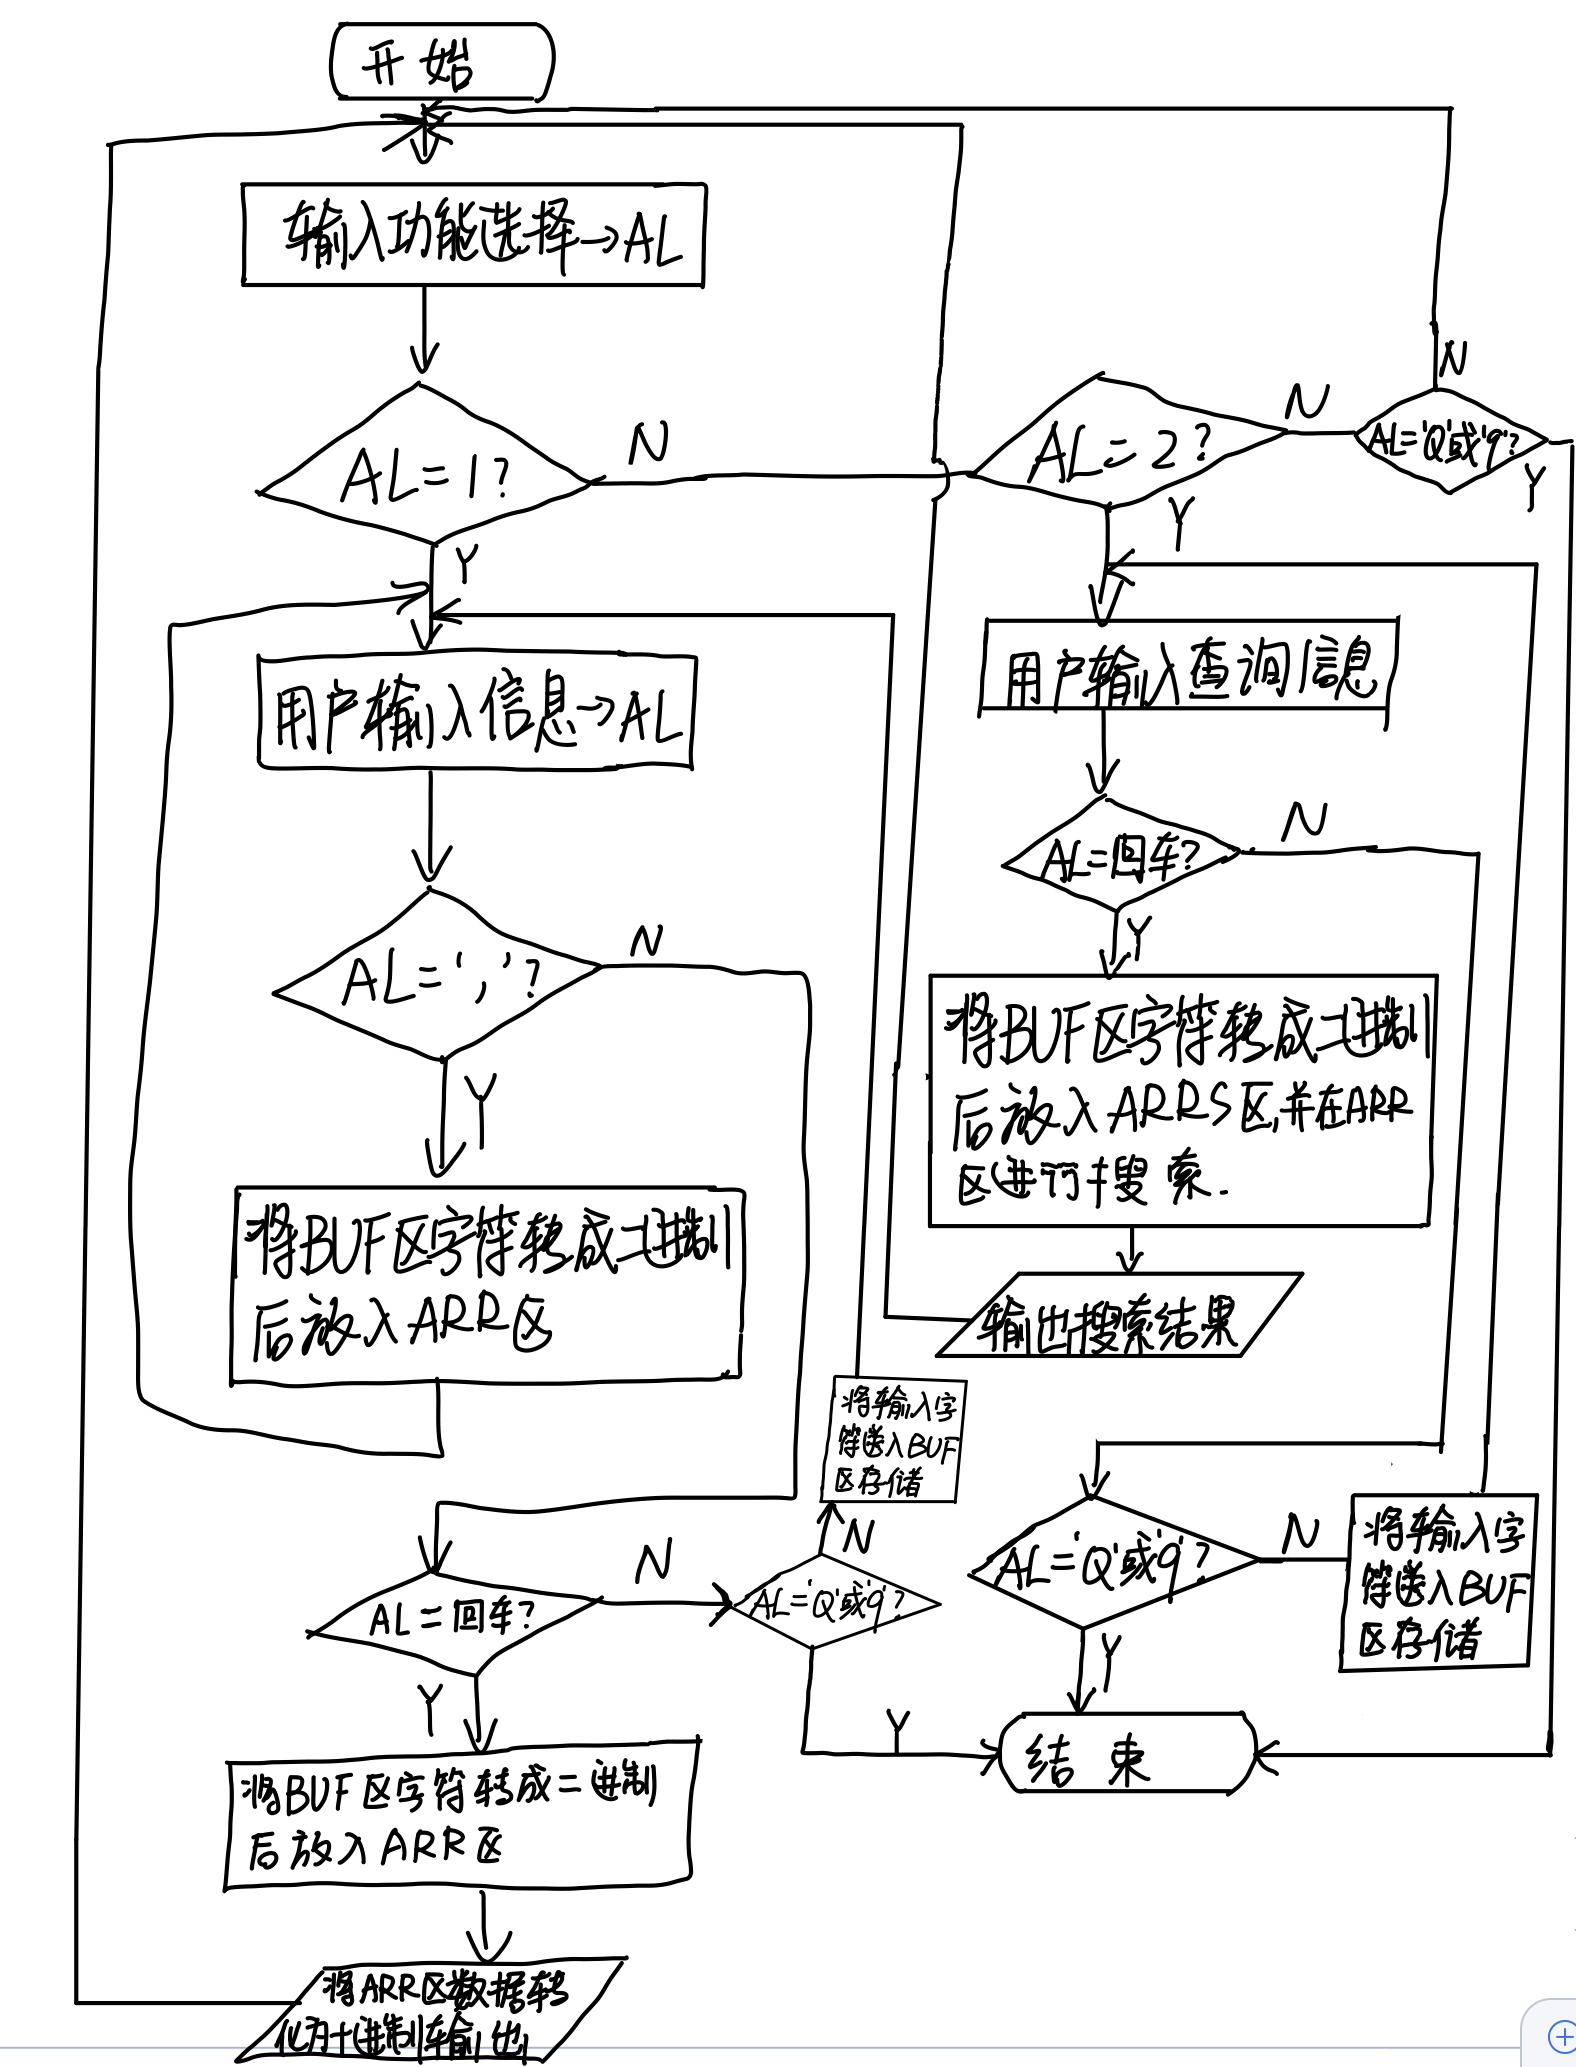 开始
输入功能选择→AL
AL=1?
N
Y
用户输入信息→AL
AL=','?
N
Y
将BUF区字符转成二进制
后放入ARR区
AL=回车?
N
Y
将BUF区字符转成二进制
后放入ARR区
将ARR区数据转
化为十进制输出
AL='Q'或'q'?
N
Y
将输入字
符送入BUF
区存储
AL=2?
N
Y
AL='Q'或'q'?
N
Y
用户输入查询信息
AL=回车?
N
Y
将BUF区字符转成二进制
后放入ARRS区,并在ARR
区进行搜索.
输出搜索结果
AL='Q'或'q'?
N
Y
将输入字
符送入BUF
区存储
结束